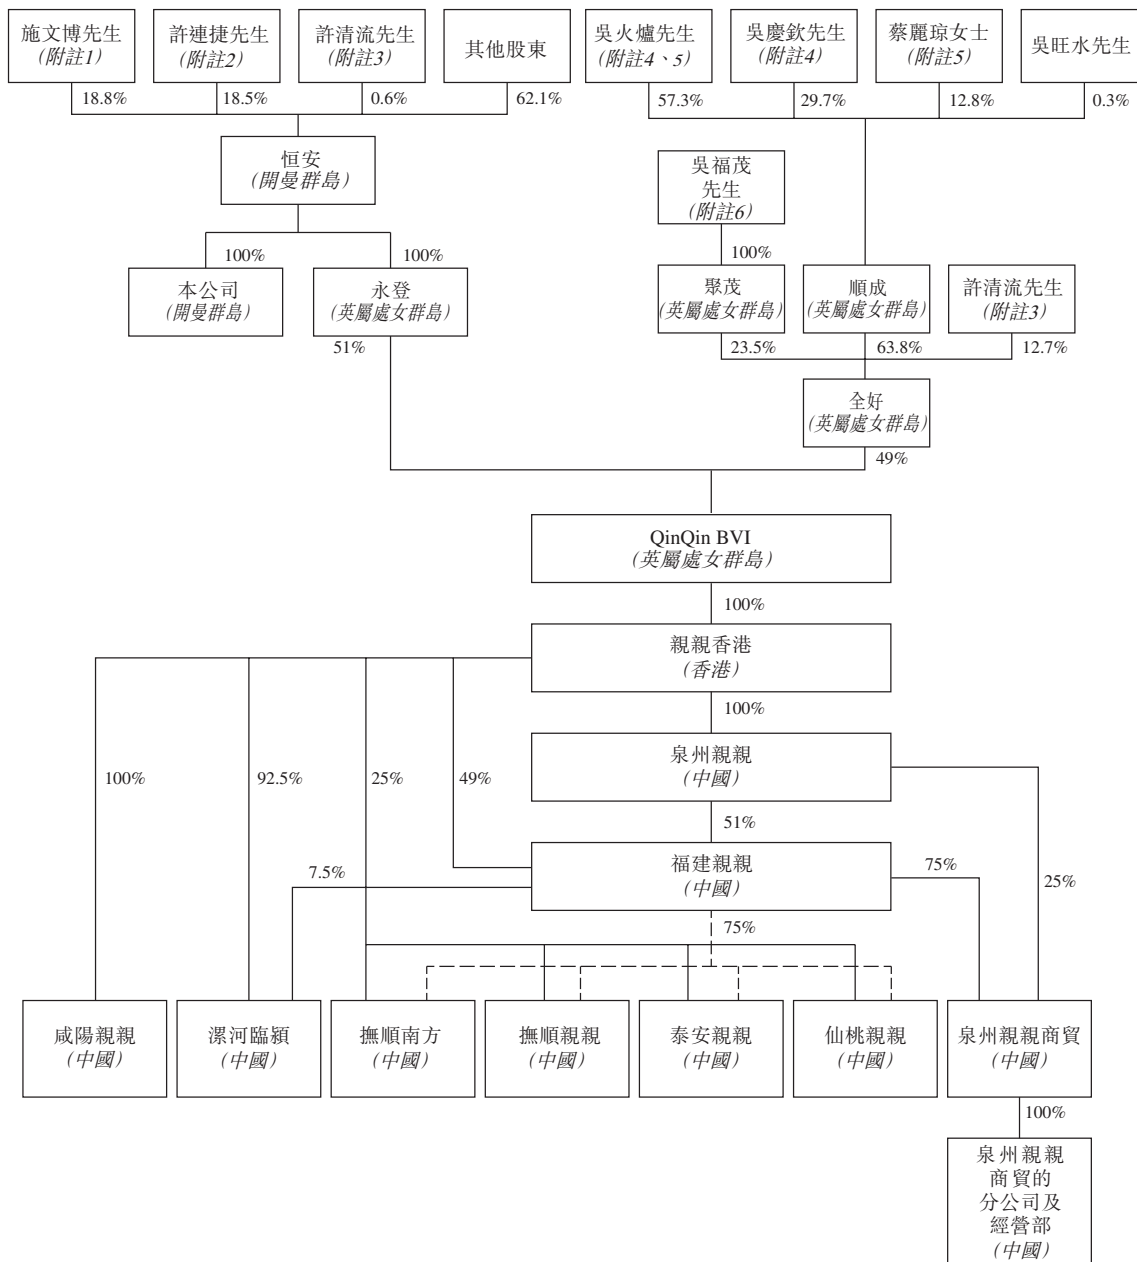 施文博先生
(附註1)
許連捷先生
(附註2)
許清流先生
(附註3)
其他股東
吳火爐先生
(附註4、5)
吳慶欽先生
(附註4)
蔡麗琼女士
(附註5)
吳旺水先生
18.8%
18.5%
0.6%
62.1%
57.3%
29.7%
12.8%
0.3%
恒安
(開曼群島)
吳福茂
先生
(附註6)
100%
100%
100%
本公司
(開曼群島)
永登
(英屬處女群島)
聚茂
(英屬處女群島)
順成
(英屬處女群島)
許清流先生
(附註3)
51%
23.5%
63.8%
12.7%
全好
(英屬處女群島)
49%
QinQin BVI
(英屬處女群島)
100%
親親香港
(香港)
100%
泉州親親
(中國)
100%
92.5%
25%
49%
51%
福建親親
(中國)
7.5%
75%
25%
75%
咸陽親親
(中國)
漯河臨潁
(中國)
撫順南方
(中國)
撫順親親
(中國)
泰安親親
(中國)
仙桃親親
(中國)
泉州親親商貿
(中國)
100%
泉州親親
商貿的
分公司及
經營部
(中國)